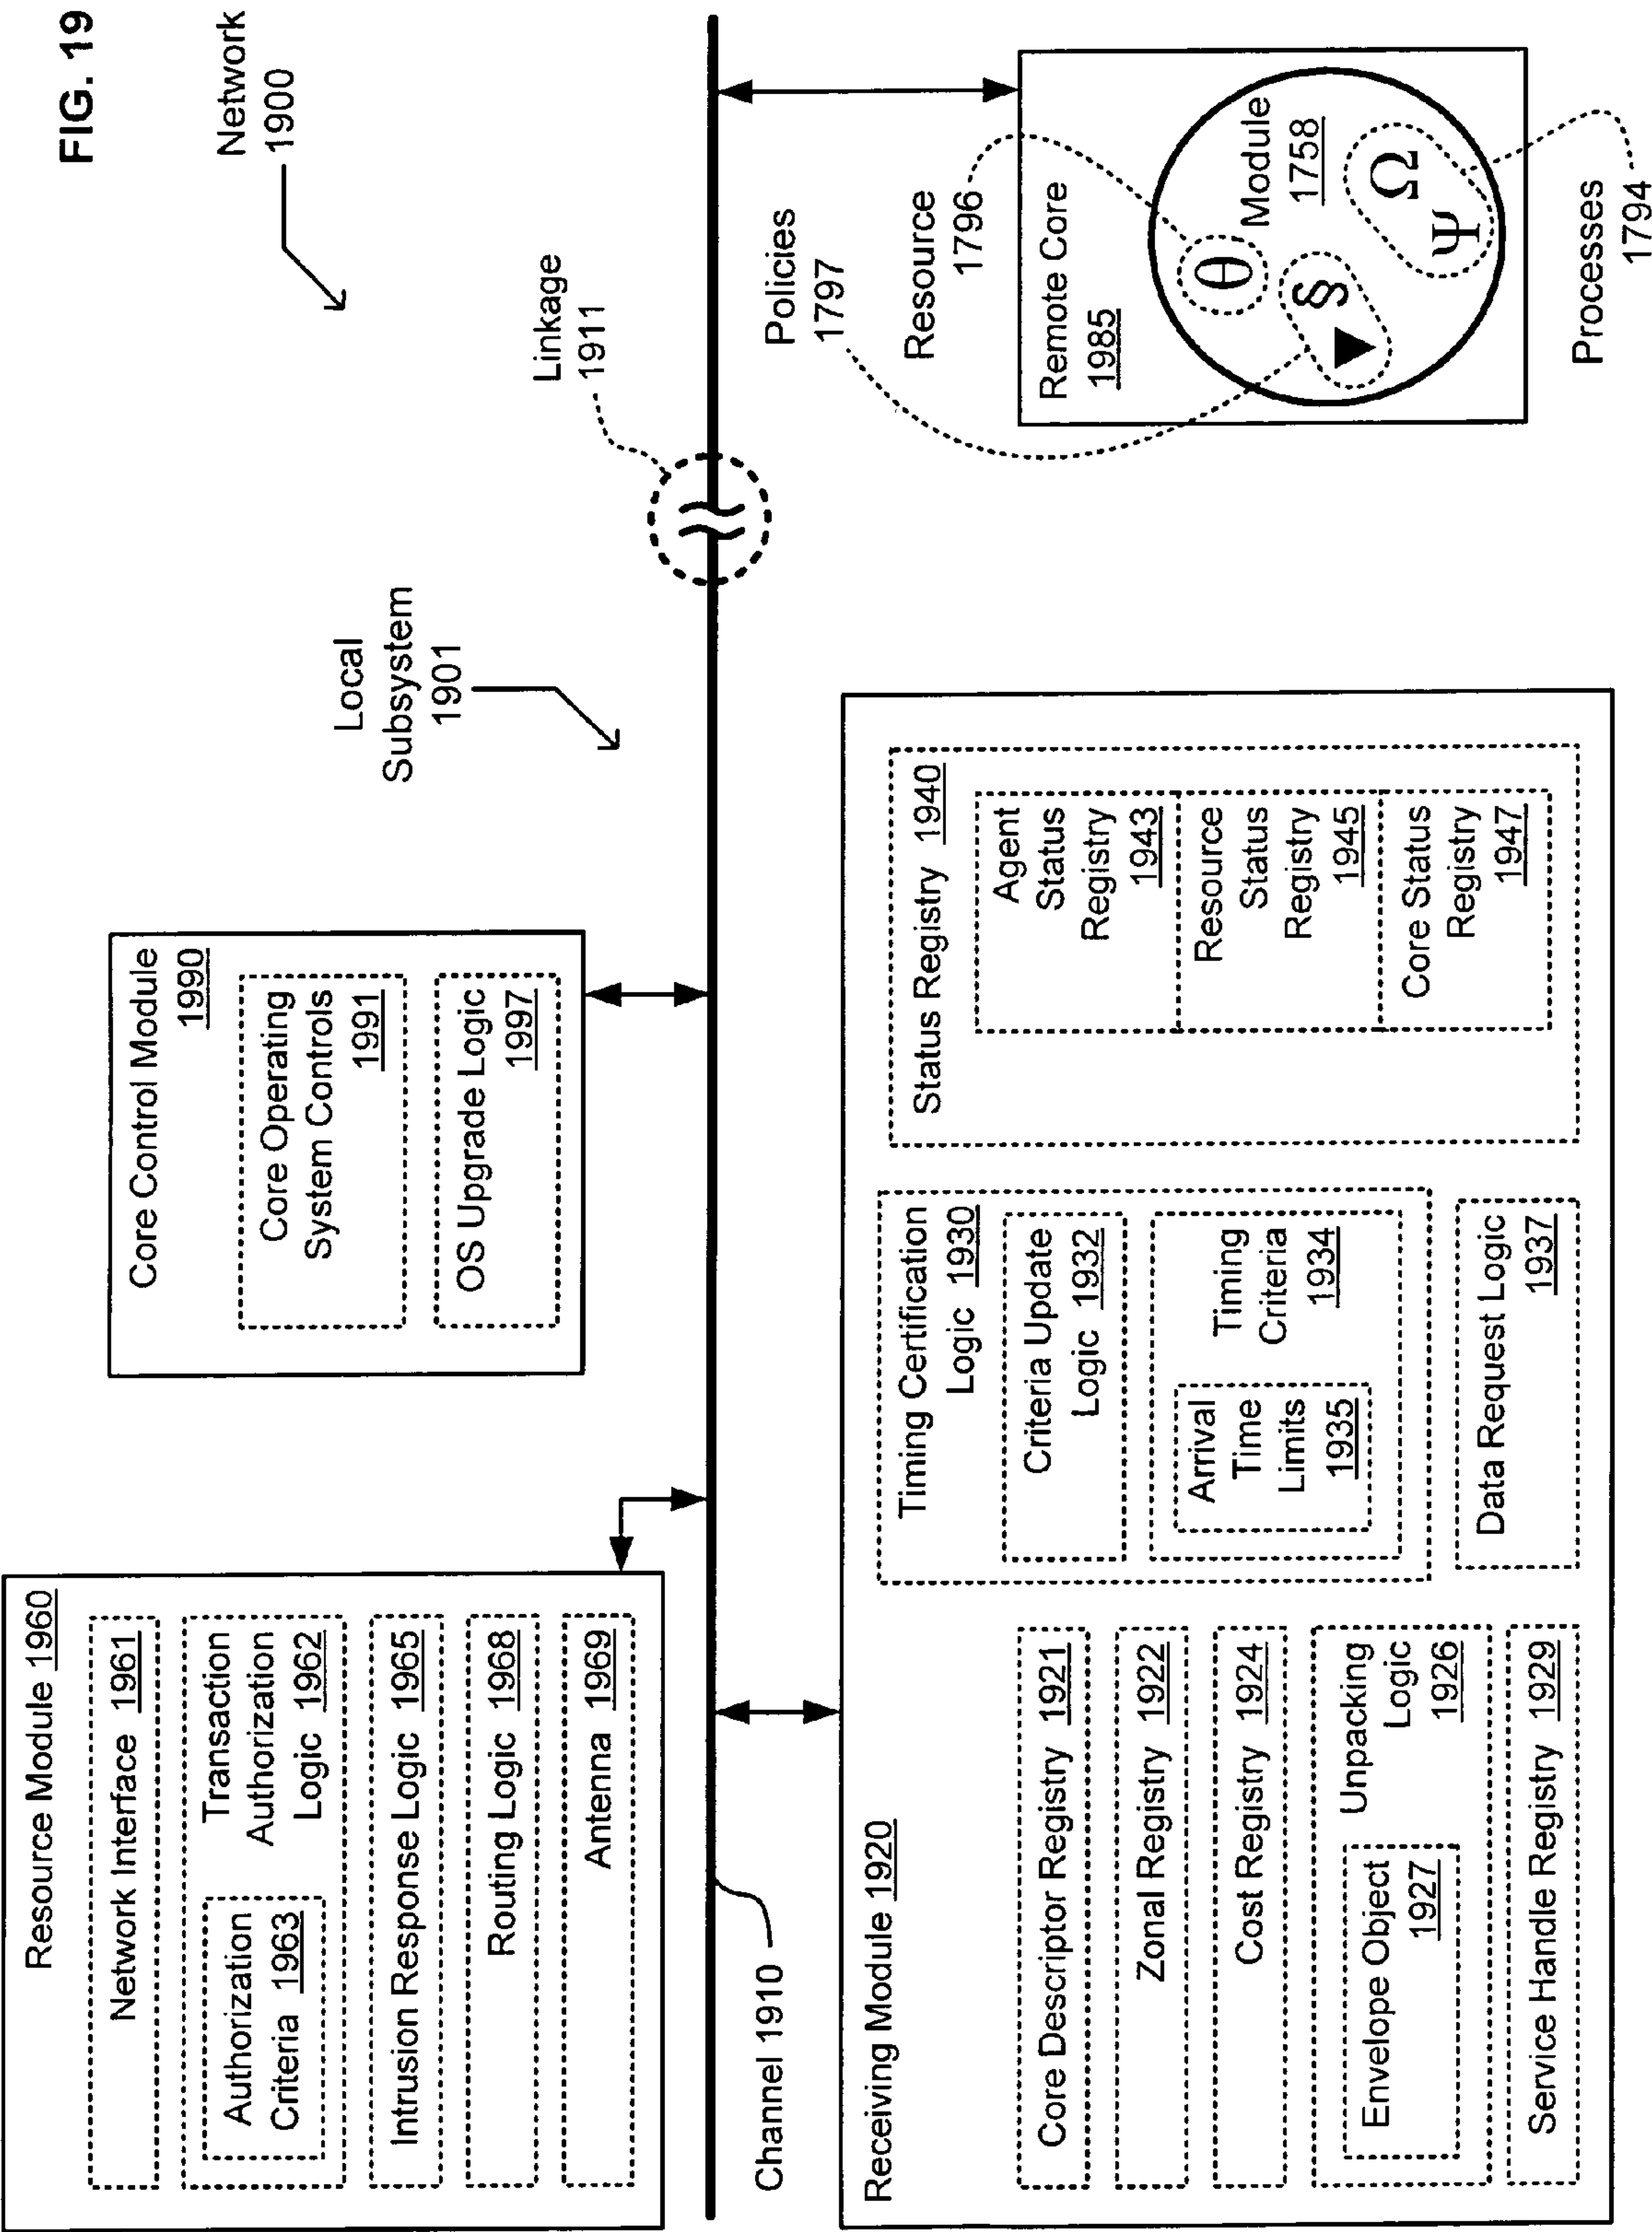 FIG. 19
Network
1900
Resource Module 1960
Network Interface 1961
Transaction
Authorization
Logic 1962
Authorization
Criteria 1963
Intrusion Response Logic 1965
Routing Logic 1968
Antenna 1969
Core Control Module
1990
Core Operating
System Controls
1991
OS Upgrade Logic
1997
Local
Subsystem
1901
Linkage
1911
Channel 1910
Receiving Module 1920
Core Descriptor Registry 1921
Zonal Registry 1922
Cost Registry 1924
Unpacking
Logic
1926
Envelope Object
1927
Service Handle Registry 1929
Timing Certification
Logic 1930
Criteria Update
Logic 1932
Timing
Criteria
1934
Arrival
Time
Limits
1935
Data Request Logic
1937
Status Registry 1940
Agent
Status
Registry
1943
Resource
Status
Registry
1945
Core Status
Registry
1947
Policies
1797
Resource
1796
Remote Core
1985
Module
1758
θ
§
Ψ Ω
Processes
1794